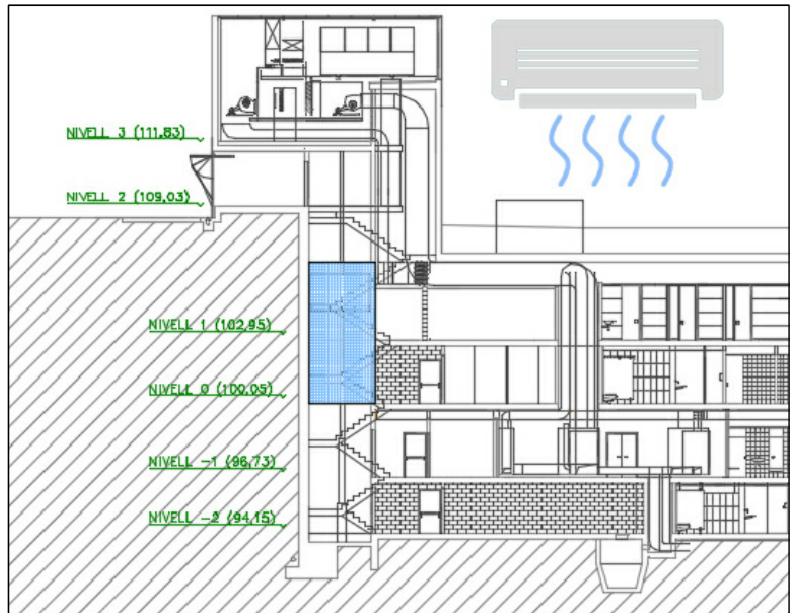 NIVELL 3 (111,83)
NIVELL 2 (109,03)
NIVELL 1 (102,95)
NIVELL 0 (100,05)
NIVELL -1 (96,73)
NIVELL -2 (94,15)